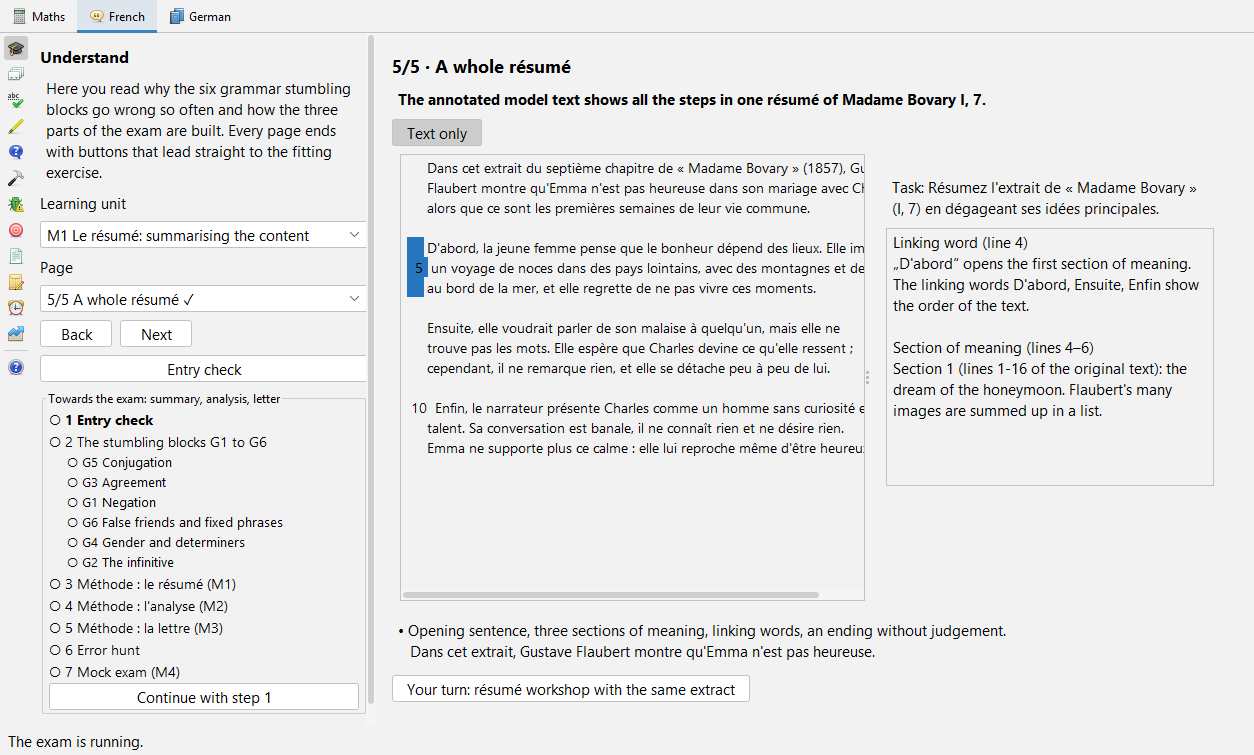 Maths
French
German
Understand
Here you read why the six grammar stumbling
blocks go wrong so often and how the three
parts of the exam are built. Every page ends
with buttons that lead straight to the fitting
exercise.
Learning unit
M1 Le résumé: summarising the content
Page
5/5 A whole résumé ✓
Back
Next
Entry check
Towards the exam: summary, analysis, letter
1 Entry check
2 The stumbling blocks G1 to G6
G5 Conjugation
G3 Agreement
G1 Negation
G6 False friends and fixed phrases
G4 Gender and determiners
G2 The infinitive
3 Méthode : le résumé (M1)
4 Méthode : l'analyse (M2)
5 Méthode : la lettre (M3)
6 Error hunt
7 Mock exam (M4)
Continue with step 1
5/5 · A whole résumé
The annotated model text shows all the steps in one résumé of Madame Bovary I, 7.
Text only
Dans cet extrait du septième chapitre de « Madame Bovary » (1857), Gu
Flaubert montre qu'Emma n'est pas heureuse dans son mariage avec Ch
alors que ce sont les premières semaines de leur vie commune.
D'abord, la jeune femme pense que le bonheur dépend des lieux. Elle im
5 un voyage de noces dans des pays lointains, avec des montagnes et de
au bord de la mer, et elle regrette de ne pas vivre ces moments.
Ensuite, elle voudrait parler de son malaise à quelqu'un, mais elle ne
trouve pas les mots. Elle espère que Charles devine ce qu'elle ressent ;
cependant, il ne remarque rien, et elle se détache peu à peu de lui.
10 Enfin, le narrateur présente Charles comme un homme sans curiosité e
talent. Sa conversation est banale, il ne connaît rien et ne désire rien.
Emma ne supporte plus ce calme : elle lui reproche même d'être heureu
Task: Résumez l'extrait de « Madame Bovary »
(I, 7) en dégageant ses idées principales.
Linking word (line 4)
„D'abord“ opens the first section of meaning.
The linking words D'abord, Ensuite, Enfin show
the order of the text.
Section of meaning (lines 4–6)
Section 1 (lines 1-16 of the original text): the
dream of the honeymoon. Flaubert's many
images are summed up in a list.
• Opening sentence, three sections of meaning, linking words, an ending without judgement.
Dans cet extrait, Gustave Flaubert montre qu'Emma n'est pas heureuse.
Your turn: résumé workshop with the same extract
The exam is running.